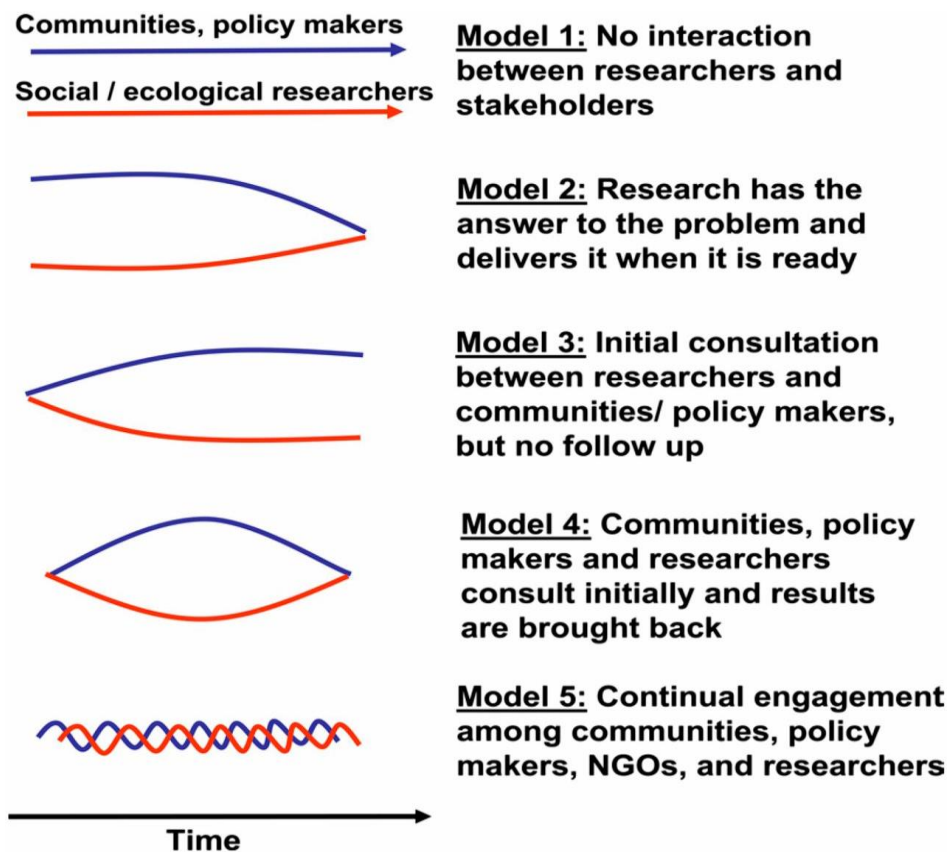 Communities, policy makers
Social / ecological researchers
Model 1: No interaction
between researchers and
stakeholders
Model 2: Research has the
answer to the problem and
delivers it when it is ready
Model 3: Initial consultation
between researchers and
communities/ policy makers,
but no follow up
Model 4: Communities, policy
makers and researchers
consult initially and results
are brought back
Model 5: Continual engagement
among communities, policy
makers, NGOs, and researchers
Time